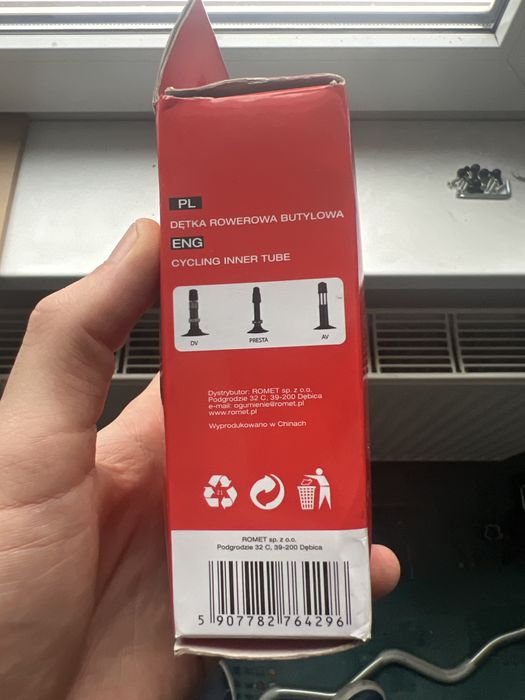 PL
DĘTKA ROWEROWA BUTYLOWA
ENG
CYCLING INNER TUBE
DV PRESTA AV
Dystrybutor: ROMET sp. z o.o.
Podgrodzie 32 C, 39-200 Dębica
e-mail: ogumienie@romet.pl
www.romet.pl
Wyprodukowano w Chinach
21
ROMET sp. z o.o.
Podgrodzie 32 C, 39-200 Dębica
5 907782 764296